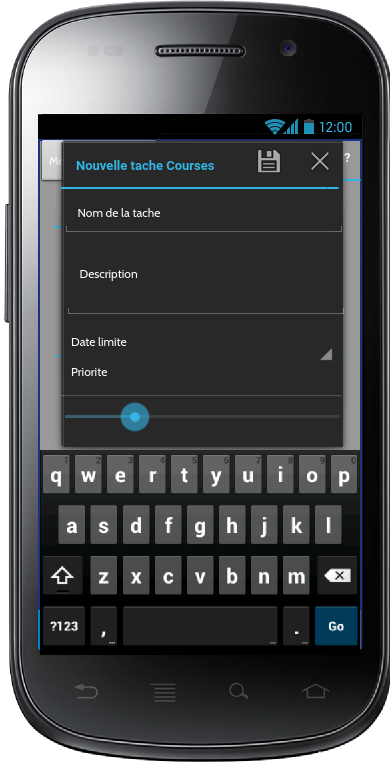 12:00
Me ?
Nouvelle tache Courses
Nom de la tache
Description
Date limite
Priorite
1 2 3 4 5 6 7 8 9 0
q w e r t y u i o p
a s d f g h j k l
z x c v b n m
?123 , ... . ... Go